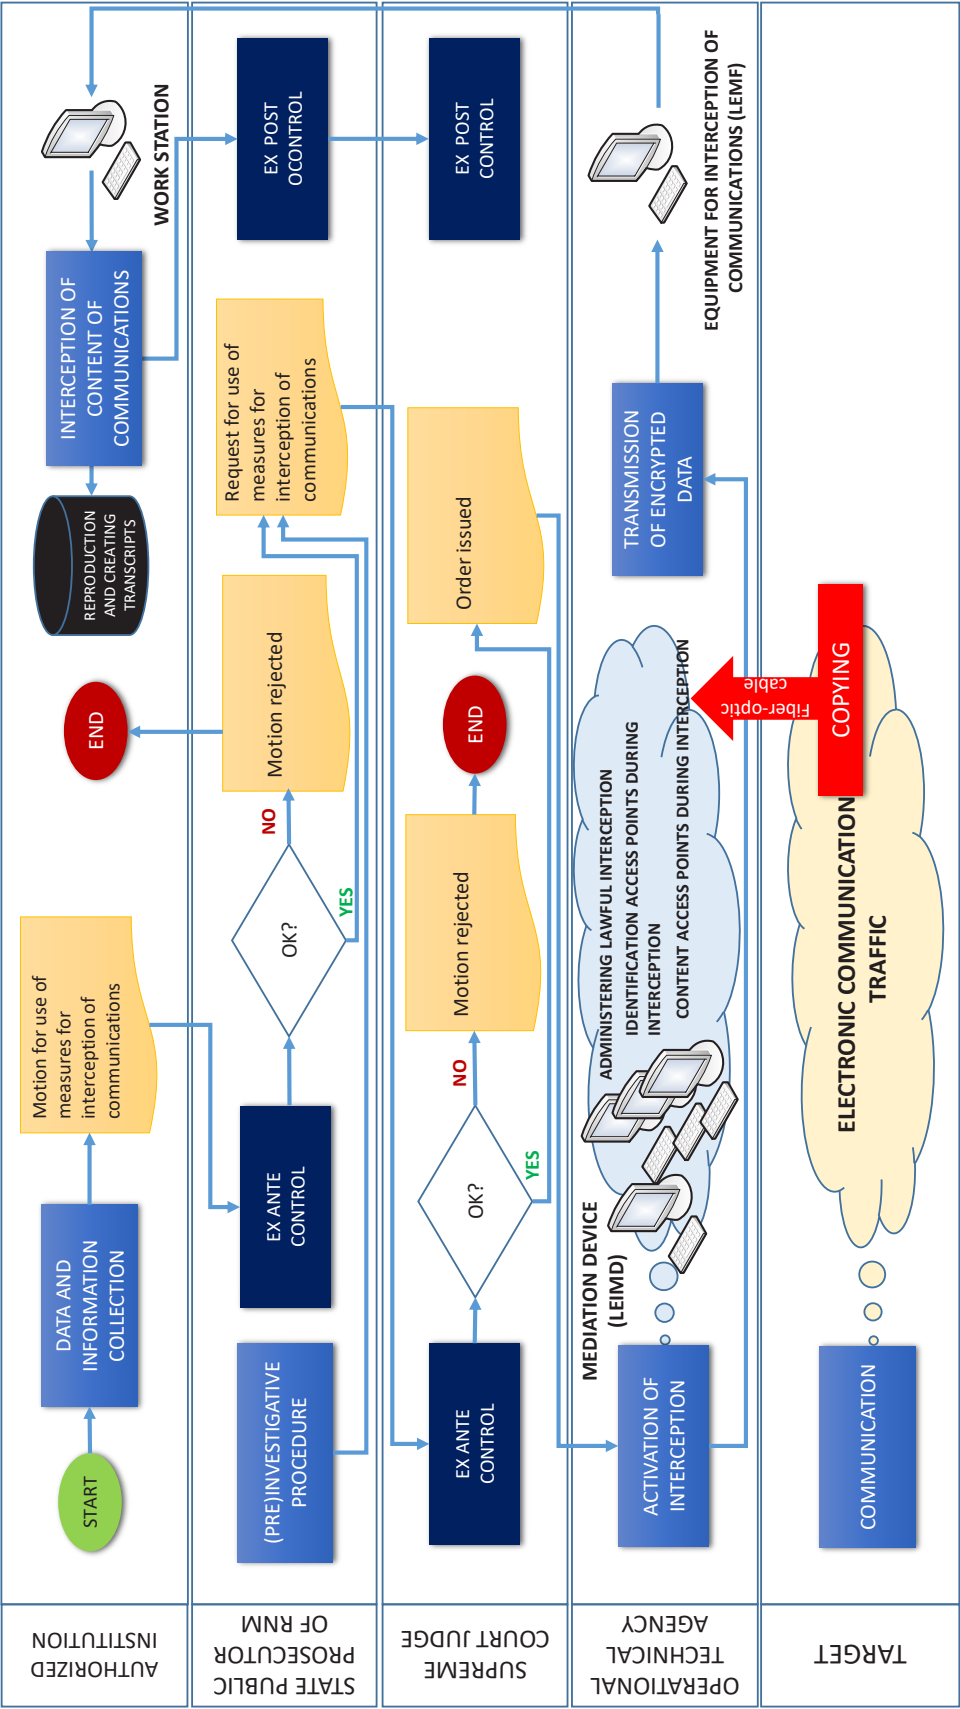 AUTHORIZED
INSTITUTION
START
DATA AND
INFORMATION
COLLECTION
Motion for use of
measures for
interception of
communications
END
REPRODUCTION
AND CREATING
TRANSCRIPTS
INTERCEPTION OF
CONTENT OF
COMMUNICATIONS
WORK STATION
STATE PUBLIC
PROSECUTOR
OF RNM
(PRE)INVESTIGATIVE
PROCEDURE
EX ANTE
CONTROL
OK?
NO
YES
Motion rejected
Request for use of
measures for
interception of
communications
EX POST
OCONTROL
SUPREME
COURT JUDGE
EX ANTE
CONTROL
OK?
NO
YES
Motion rejected
END
Order issued
EX POST
CONTROL
OPERATIONAL
TECHNICAL
AGENCY
ACTIVATION OF
INTERCEPTION
MEDIATION DEVICE
(LEIMD)
ADMINISTERING LAWFUL INTERCEPTION
IDENTIFICATION ACCESS POINTS DURING
INTERCEPTION
CONTENT ACCESS POINTS DURING INTERCEPTION
Fiber-optic
cable
TRANSMISSION
OF ENCRYPTED
DATA
EQUIPMENT FOR INTERCEPTION OF
COMMUNICATIONS (LEMF)
TARGET
COMMUNICATION
ELECTRONIC COMMUNICATION
TRAFFIC
COPYING